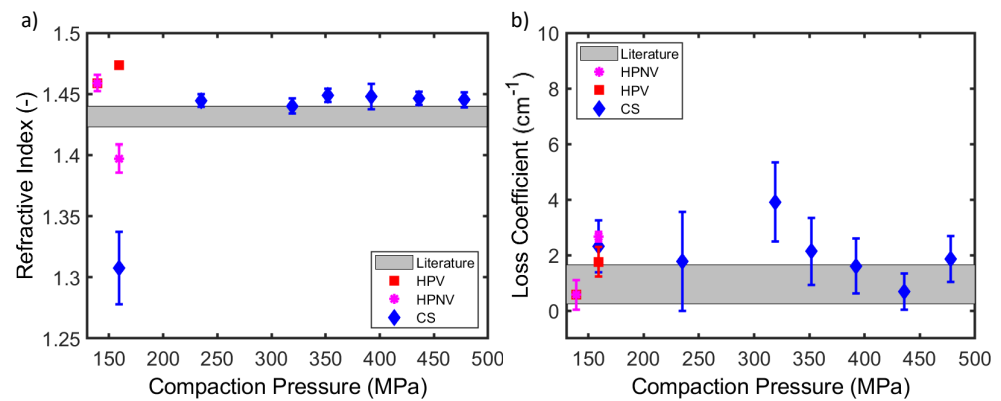 a)
1.5
1.45
1.4
1.35
1.3
1.25
Refractive Index (-)
150 200 250 300 350 400 450 500
Compaction Pressure (MPa)
Literature
HPV
HPNV
CS
b)
10
8
6
4
2
0
Loss Coefficient (cm⁻¹)
150 200 250 300 350 400 450 500
Compaction Pressure (MPa)
Literature
HPNV
HPV
CS